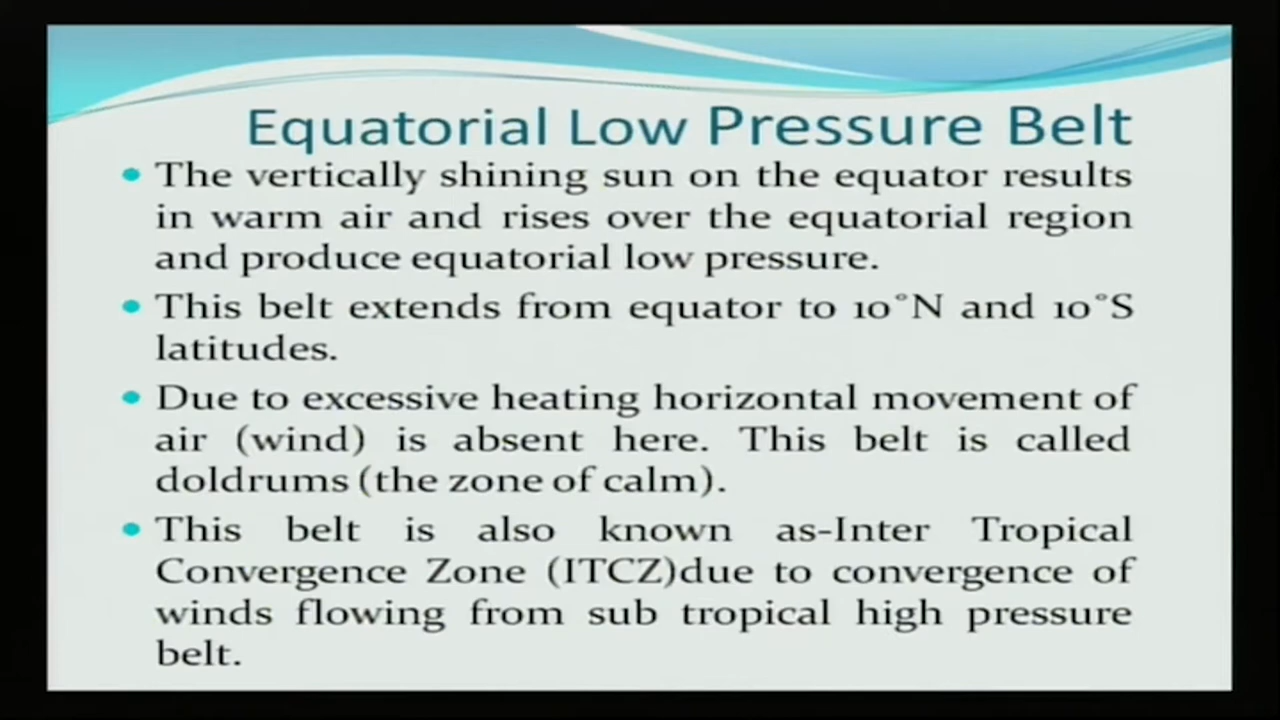 Equatorial Low Pressure Belt
The vertically shining sun on the equator results
in warm air and rises over the equatorial region
and produce equatorial low pressure.
This belt extends from equator to 10°N and 10°S
latitudes.
Due to excessive heating horizontal movement of
air (wind) is absent here. This belt is called
doldrums (the zone of calm).
This belt is also known as-Inter Tropical
Convergence Zone (ITCZ)due to convergence of
winds flowing from sub tropical high pressure
belt.